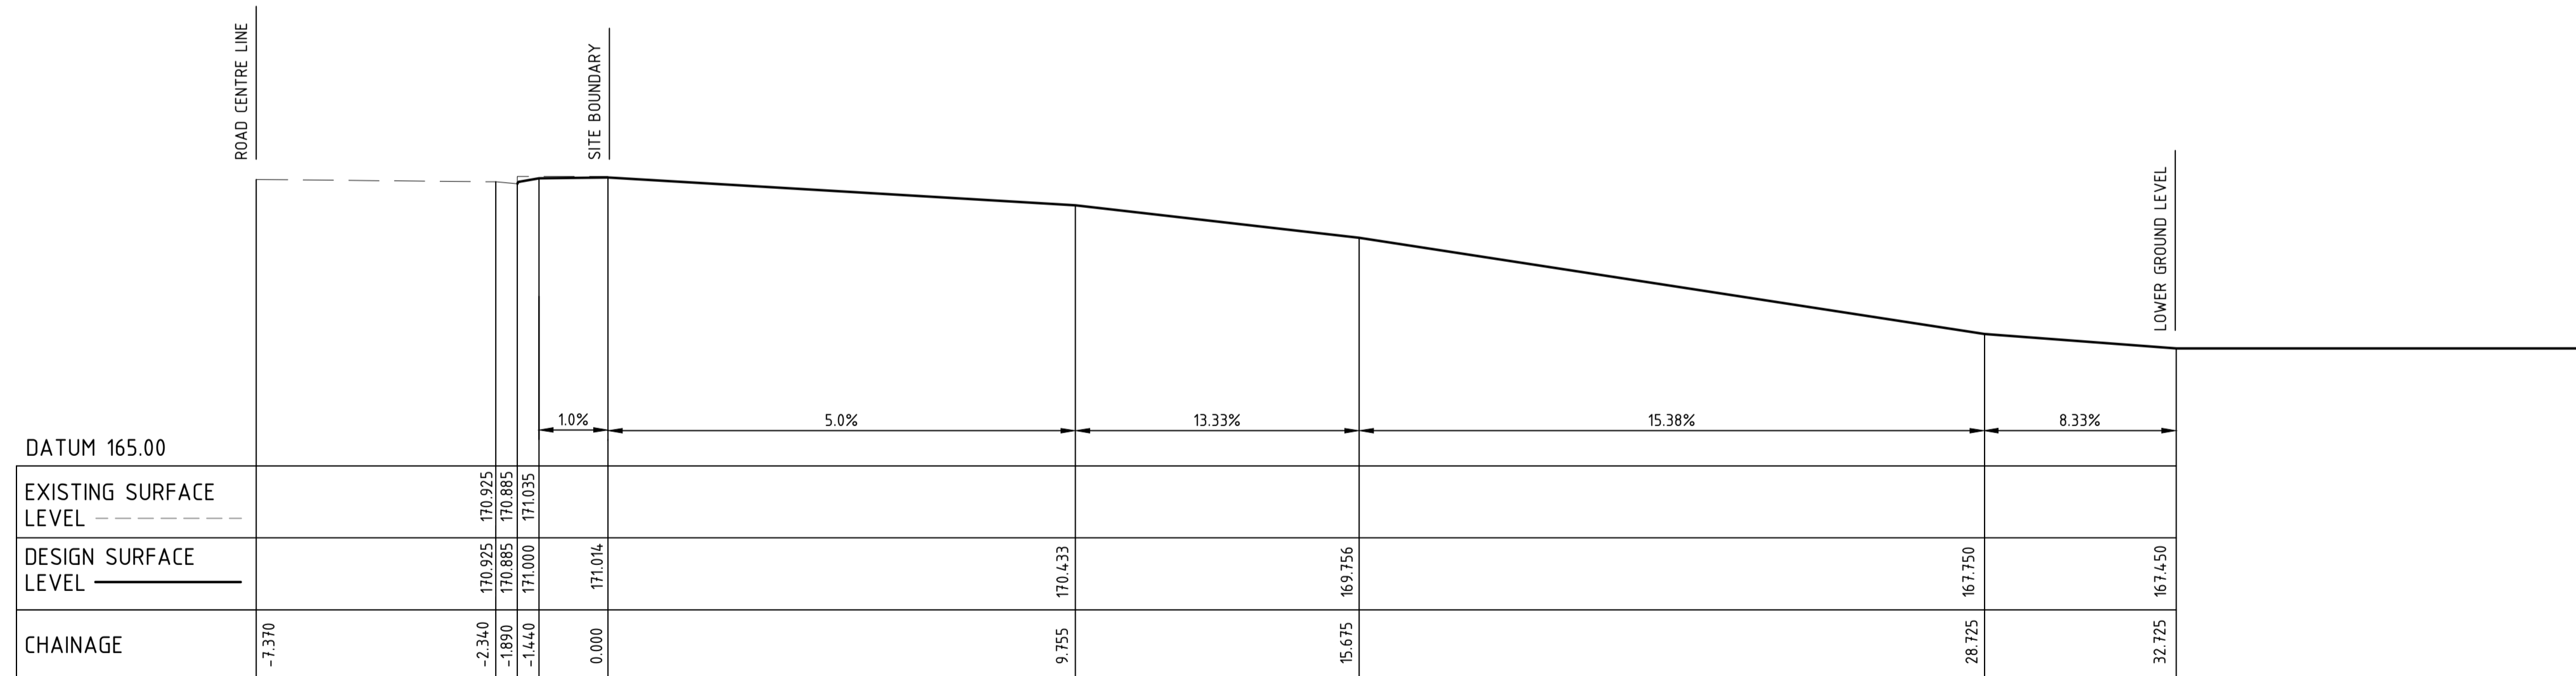 ROAD CENTRE LINE
SITE BOUNDARY
LOWER GROUND LEVEL
1.0%
5.0%
13.33%
15.38%
8.33%
DATUM 165.00
EXISTING SURFACE
LEVEL
170.925
170.885
171.035
DESIGN SURFACE
LEVEL
170.925
170.885
171.000
171.014
170.433
169.756
167.750
167.450
CHAINAGE
-7.370
-2.340
-1.890
-1.440
0.000
9.755
15.675
28.725
32.725